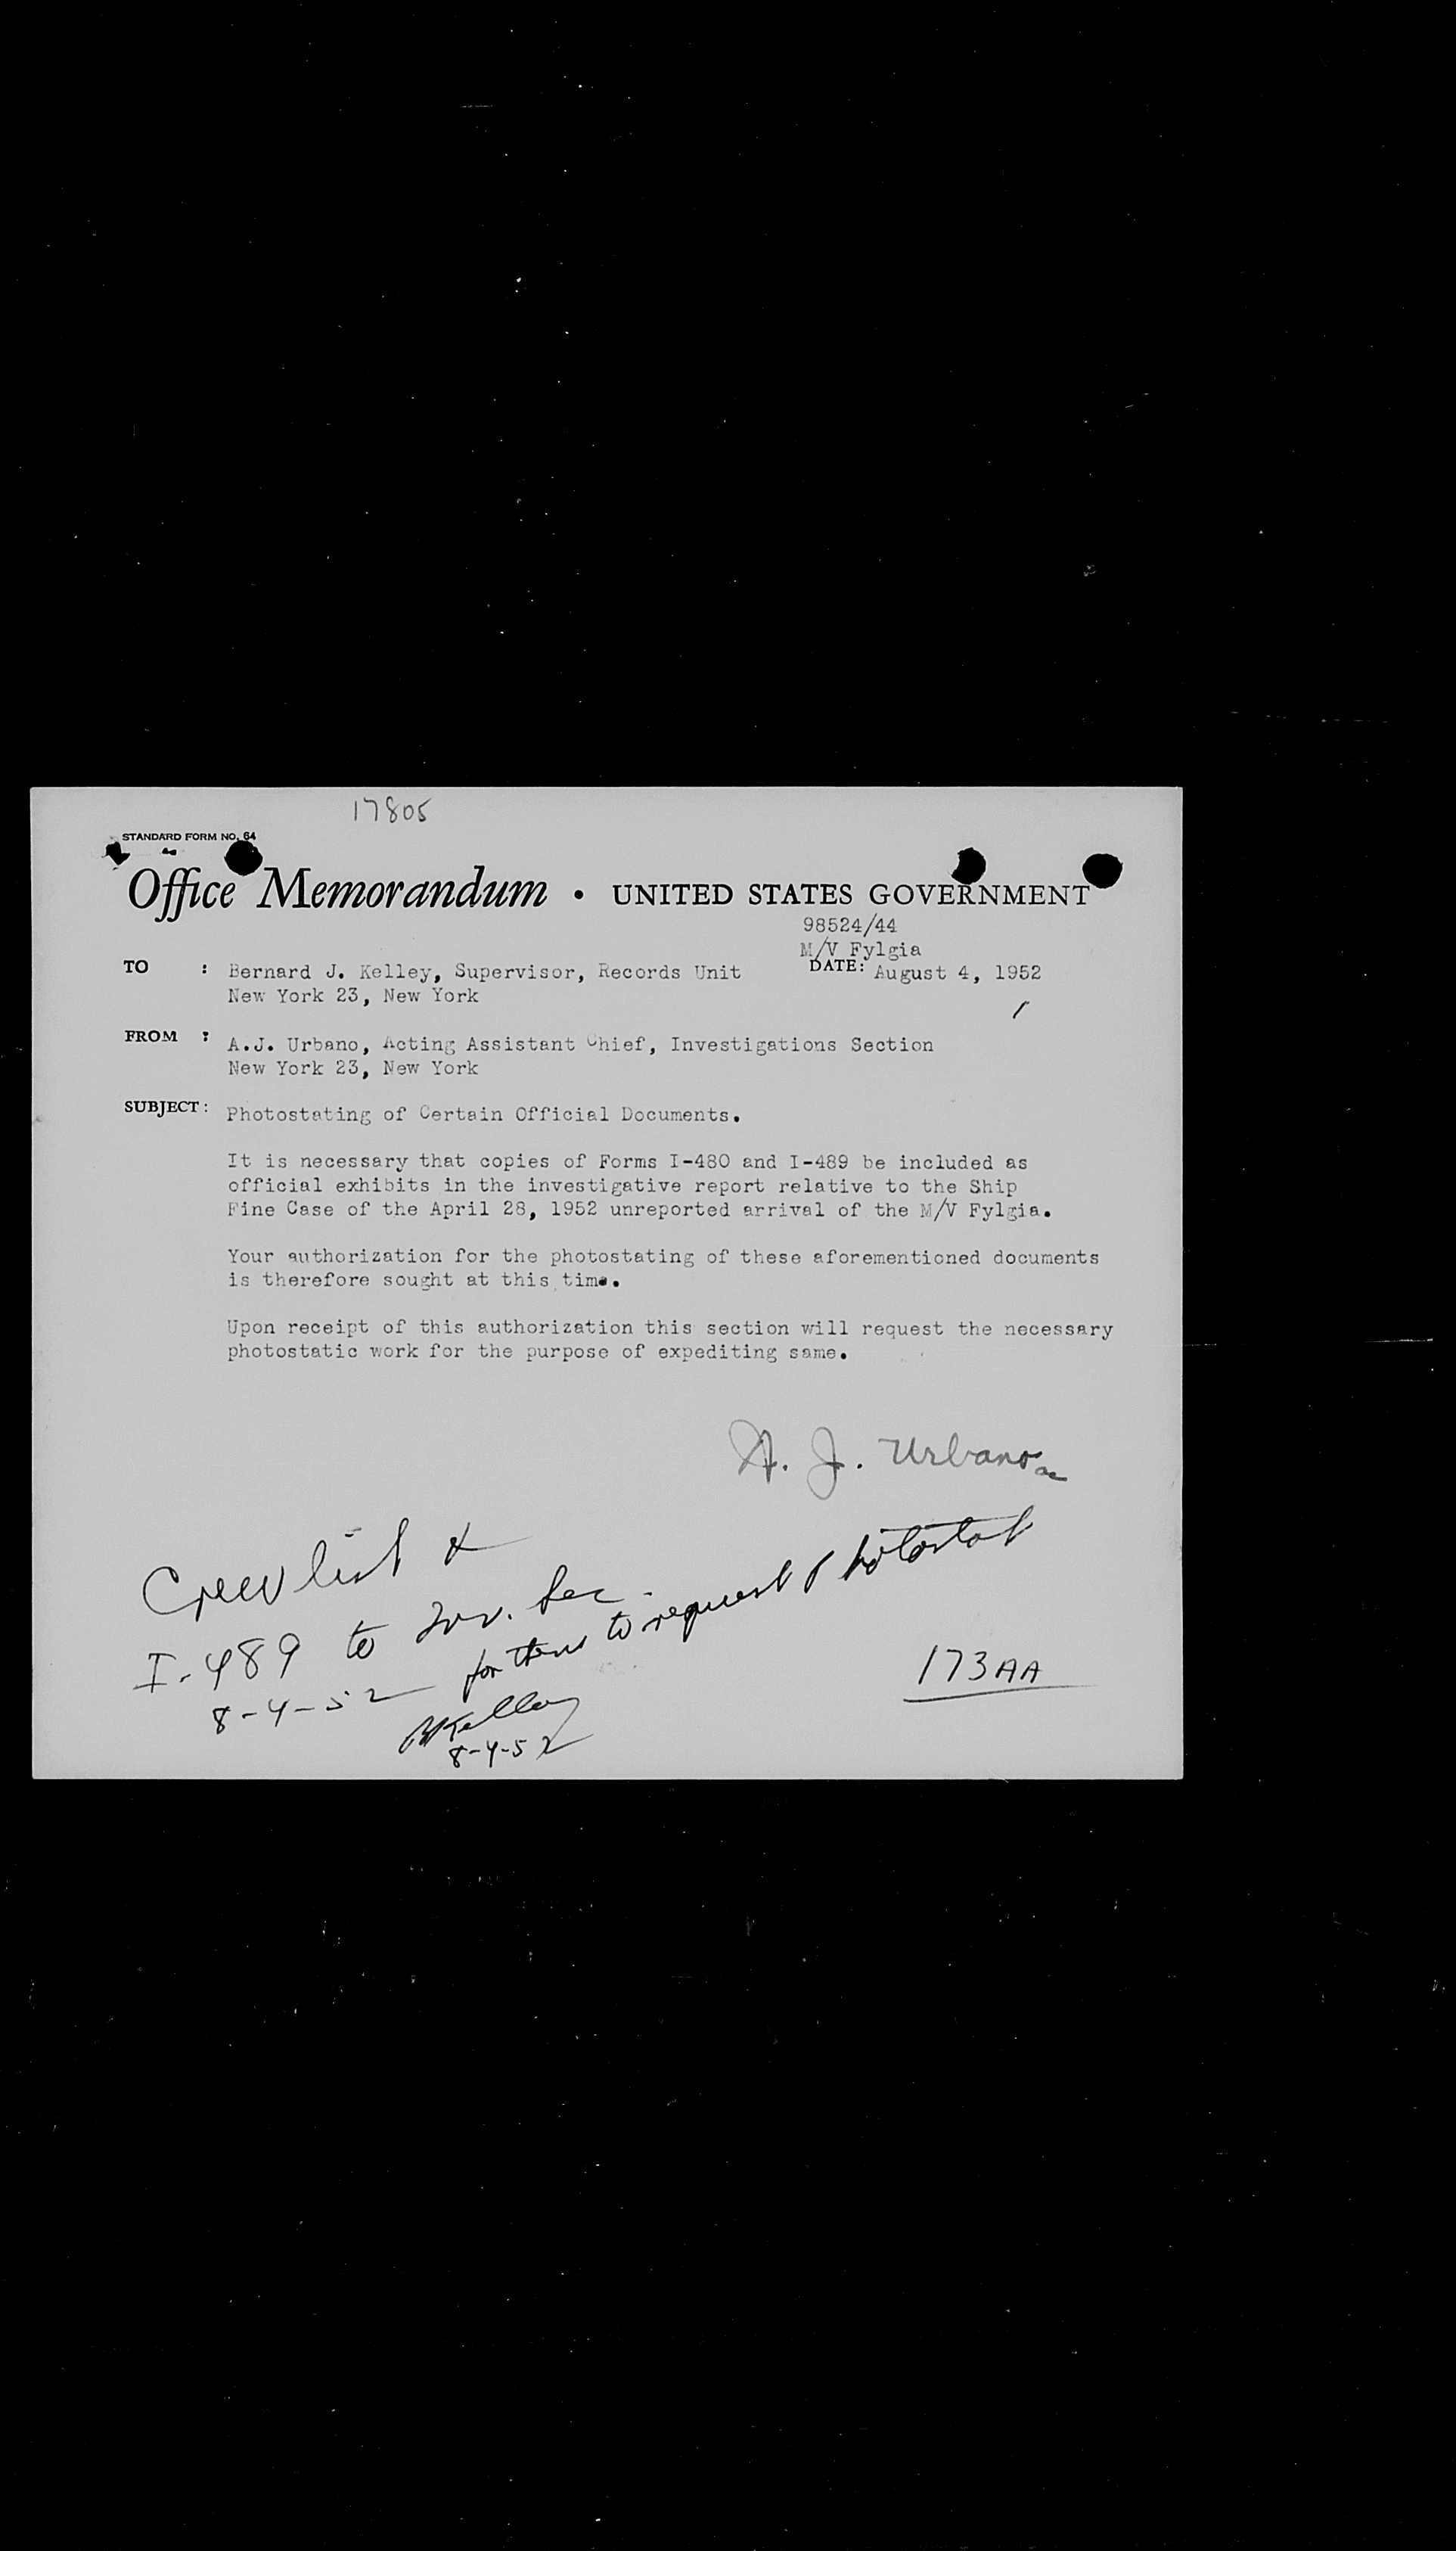 17805
STANDARD FORM NO. 64
Office Memorandum • UNITED STATES GOVERNMENT
98524/44
M/V Fylgia
TO : Bernard J. Kelley, Supervisor, Records Unit DATE: August 4, 1952
New York 23, New York
FROM : A.J. Urbano, Acting Assistant Chief, Investigations Section
New York 23, New York
SUBJECT: Photostating of Certain Official Documents.
It is necessary that copies of Forms I-480 and I-489 be included as
official exhibits in the investigative report relative to the Ship
Fine Case of the April 28, 1952 unreported arrival of the M/V Fylgia.
Your authorization for the photostating of these aforementioned documents
is therefore sought at this time.
Upon receipt of this authorization this section will request the necessary
photostatic work for the purpose of expediting same.
A. J. Urbano
Crew list &
I-489 to Inv. Sec.
8-4-52 for them to request Photostat
BJKelley
8-4-52
173AA